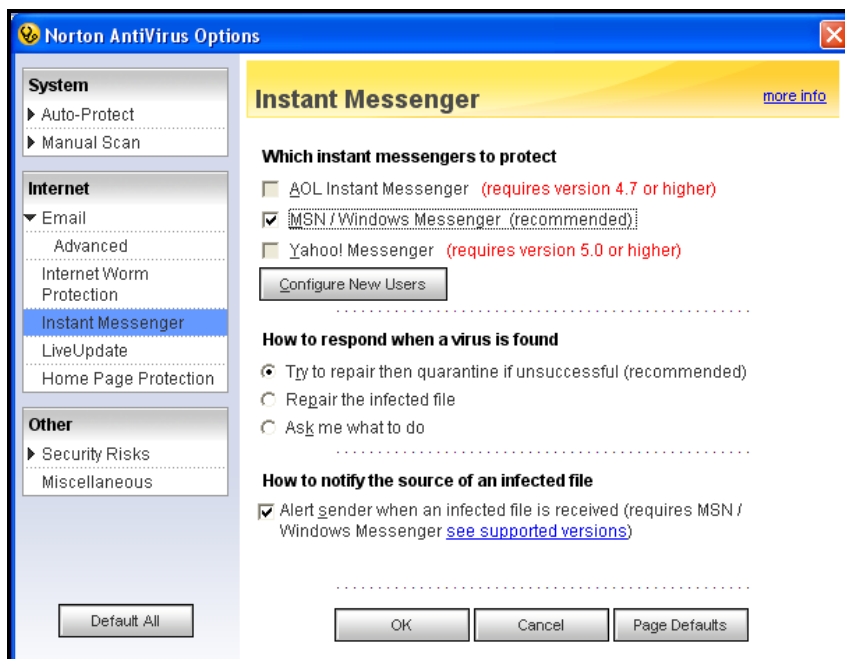 Norton AntiVirus Options
System
Auto-Protect
Manual Scan
Internet
Email
Advanced
Internet Worm
Protection
Instant Messenger
LiveUpdate
Home Page Protection
Other
Security Risks
Miscellaneous
Default All
Instant Messenger
more info
Which instant messengers to protect
AOL Instant Messenger (requires version 4.7 or higher)
MSN / Windows Messenger (recommended)
Yahoo! Messenger (requires version 5.0 or higher)
Configure New Users
How to respond when a virus is found
Try to repair then quarantine if unsuccessful (recommended)
Repair the infected file
Ask me what to do
How to notify the source of an infected file
Alert sender when an infected file is received (requires MSN /
Windows Messenger see supported versions)
OK
Cancel
Page Defaults